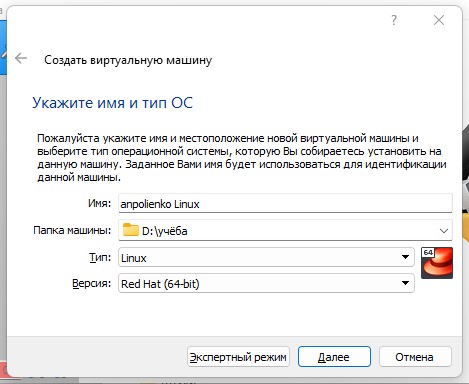 Создать виртуальную машину
Укажите имя и тип ОС
Пожалуйста укажите имя и местоположение новой виртуальной машины и
выберите тип операционной системы, которую Вы собираетесь установить на
данную машину. Заданное Вами имя будет использоваться для идентификации
данной машины.
Имя: anpolienko Linux
Папка машины: D:\учёба
Тип: Linux
64
Версия: Red Hat (64-bit)
Экспертный режим Далее Отмена